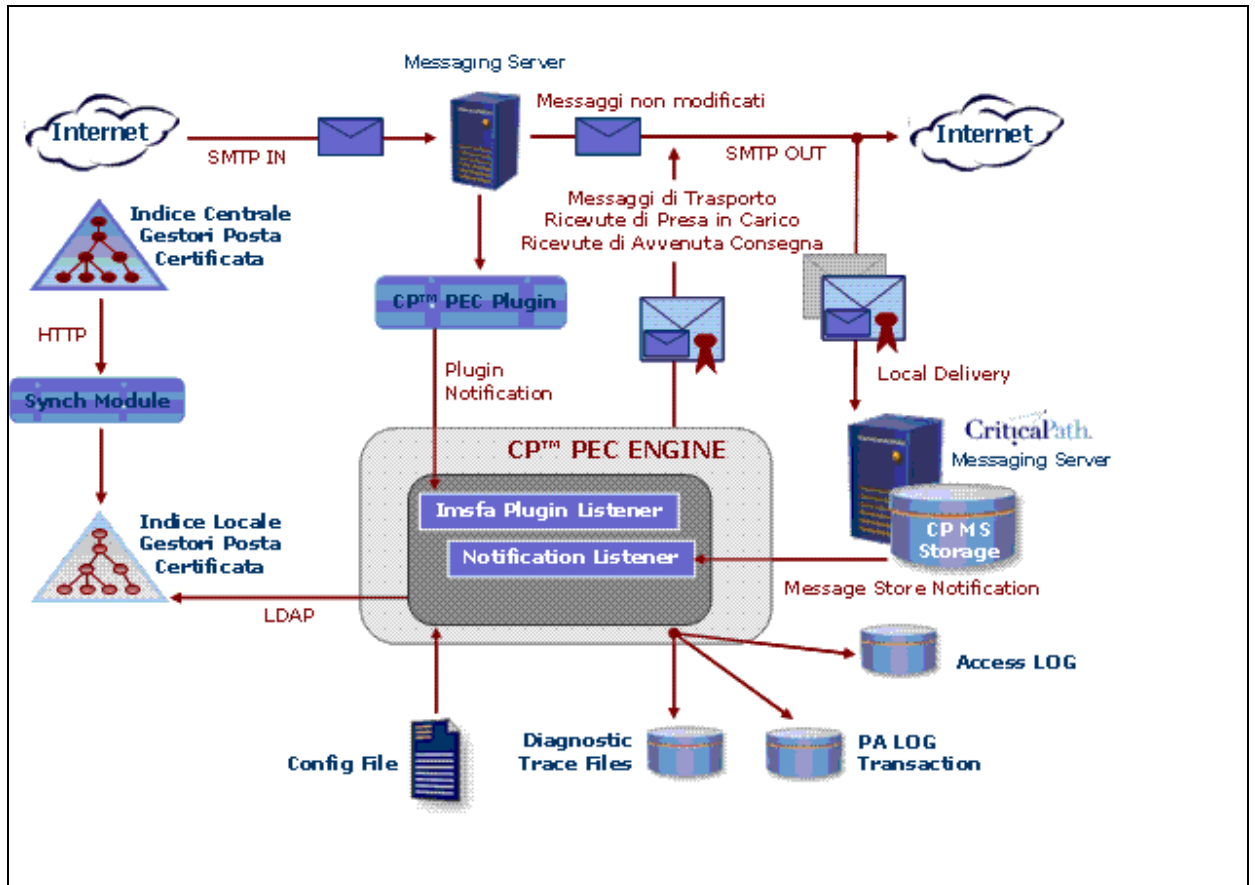 Messaging Server
Messaggi non modificati
Internet
Internet
SMTP IN
SMTP OUT
Messaggi di Trasporto
Ricevute di Presa in Carico
Ricevute di Avvenuta Consegna
Indice Centrale
Gestori Posta
Certificata
CP™ PEC Plugin
HTTP
Plugin
Notification
Local Delivery
Synch Module
CriticalPath.
Messaging Server
CP™ PEC ENGINE
Imsfa Plugin Listener
Notification Listener
CP MS
Storage
Indice Locale
Gestori Posta
Certificata
Message Store Notification
LDAP
Access LOG
Config File
Diagnostic
Trace Files
PA LOG
Transaction